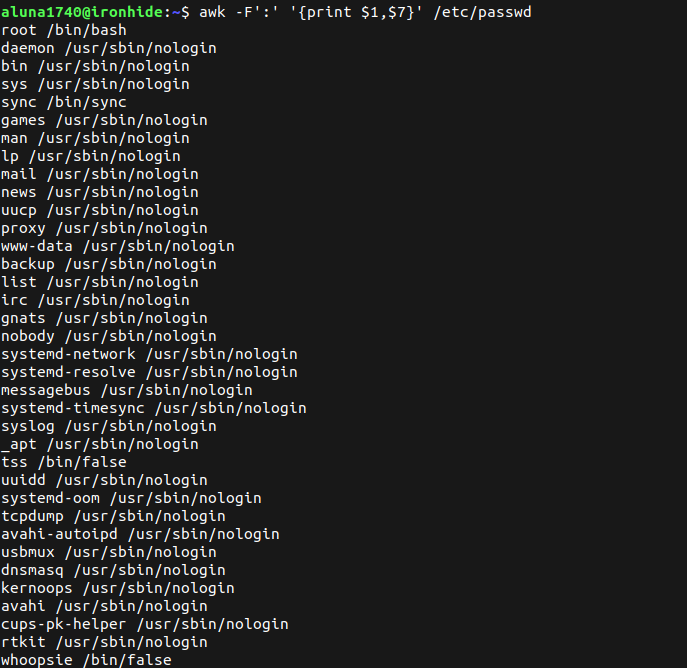 aluna1740@ironhide:~$ awk -F':' '{print $1,$7}' /etc/passwd
root /bin/bash
daemon /usr/sbin/nologin
bin /usr/sbin/nologin
sys /usr/sbin/nologin
sync /bin/sync
games /usr/sbin/nologin
man /usr/sbin/nologin
lp /usr/sbin/nologin
mail /usr/sbin/nologin
news /usr/sbin/nologin
uucp /usr/sbin/nologin
proxy /usr/sbin/nologin
www-data /usr/sbin/nologin
backup /usr/sbin/nologin
list /usr/sbin/nologin
irc /usr/sbin/nologin
gnats /usr/sbin/nologin
nobody /usr/sbin/nologin
systemd-network /usr/sbin/nologin
systemd-resolve /usr/sbin/nologin
messagebus /usr/sbin/nologin
systemd-timesync /usr/sbin/nologin
syslog /usr/sbin/nologin
_apt /usr/sbin/nologin
tss /bin/false
uuidd /usr/sbin/nologin
systemd-oom /usr/sbin/nologin
tcpdump /usr/sbin/nologin
avahi-autoipd /usr/sbin/nologin
usbmux /usr/sbin/nologin
dnsmasq /usr/sbin/nologin
kernoops /usr/sbin/nologin
avahi /usr/sbin/nologin
cups-pk-helper /usr/sbin/nologin
rtkit /usr/sbin/nologin
whoopsie /bin/false